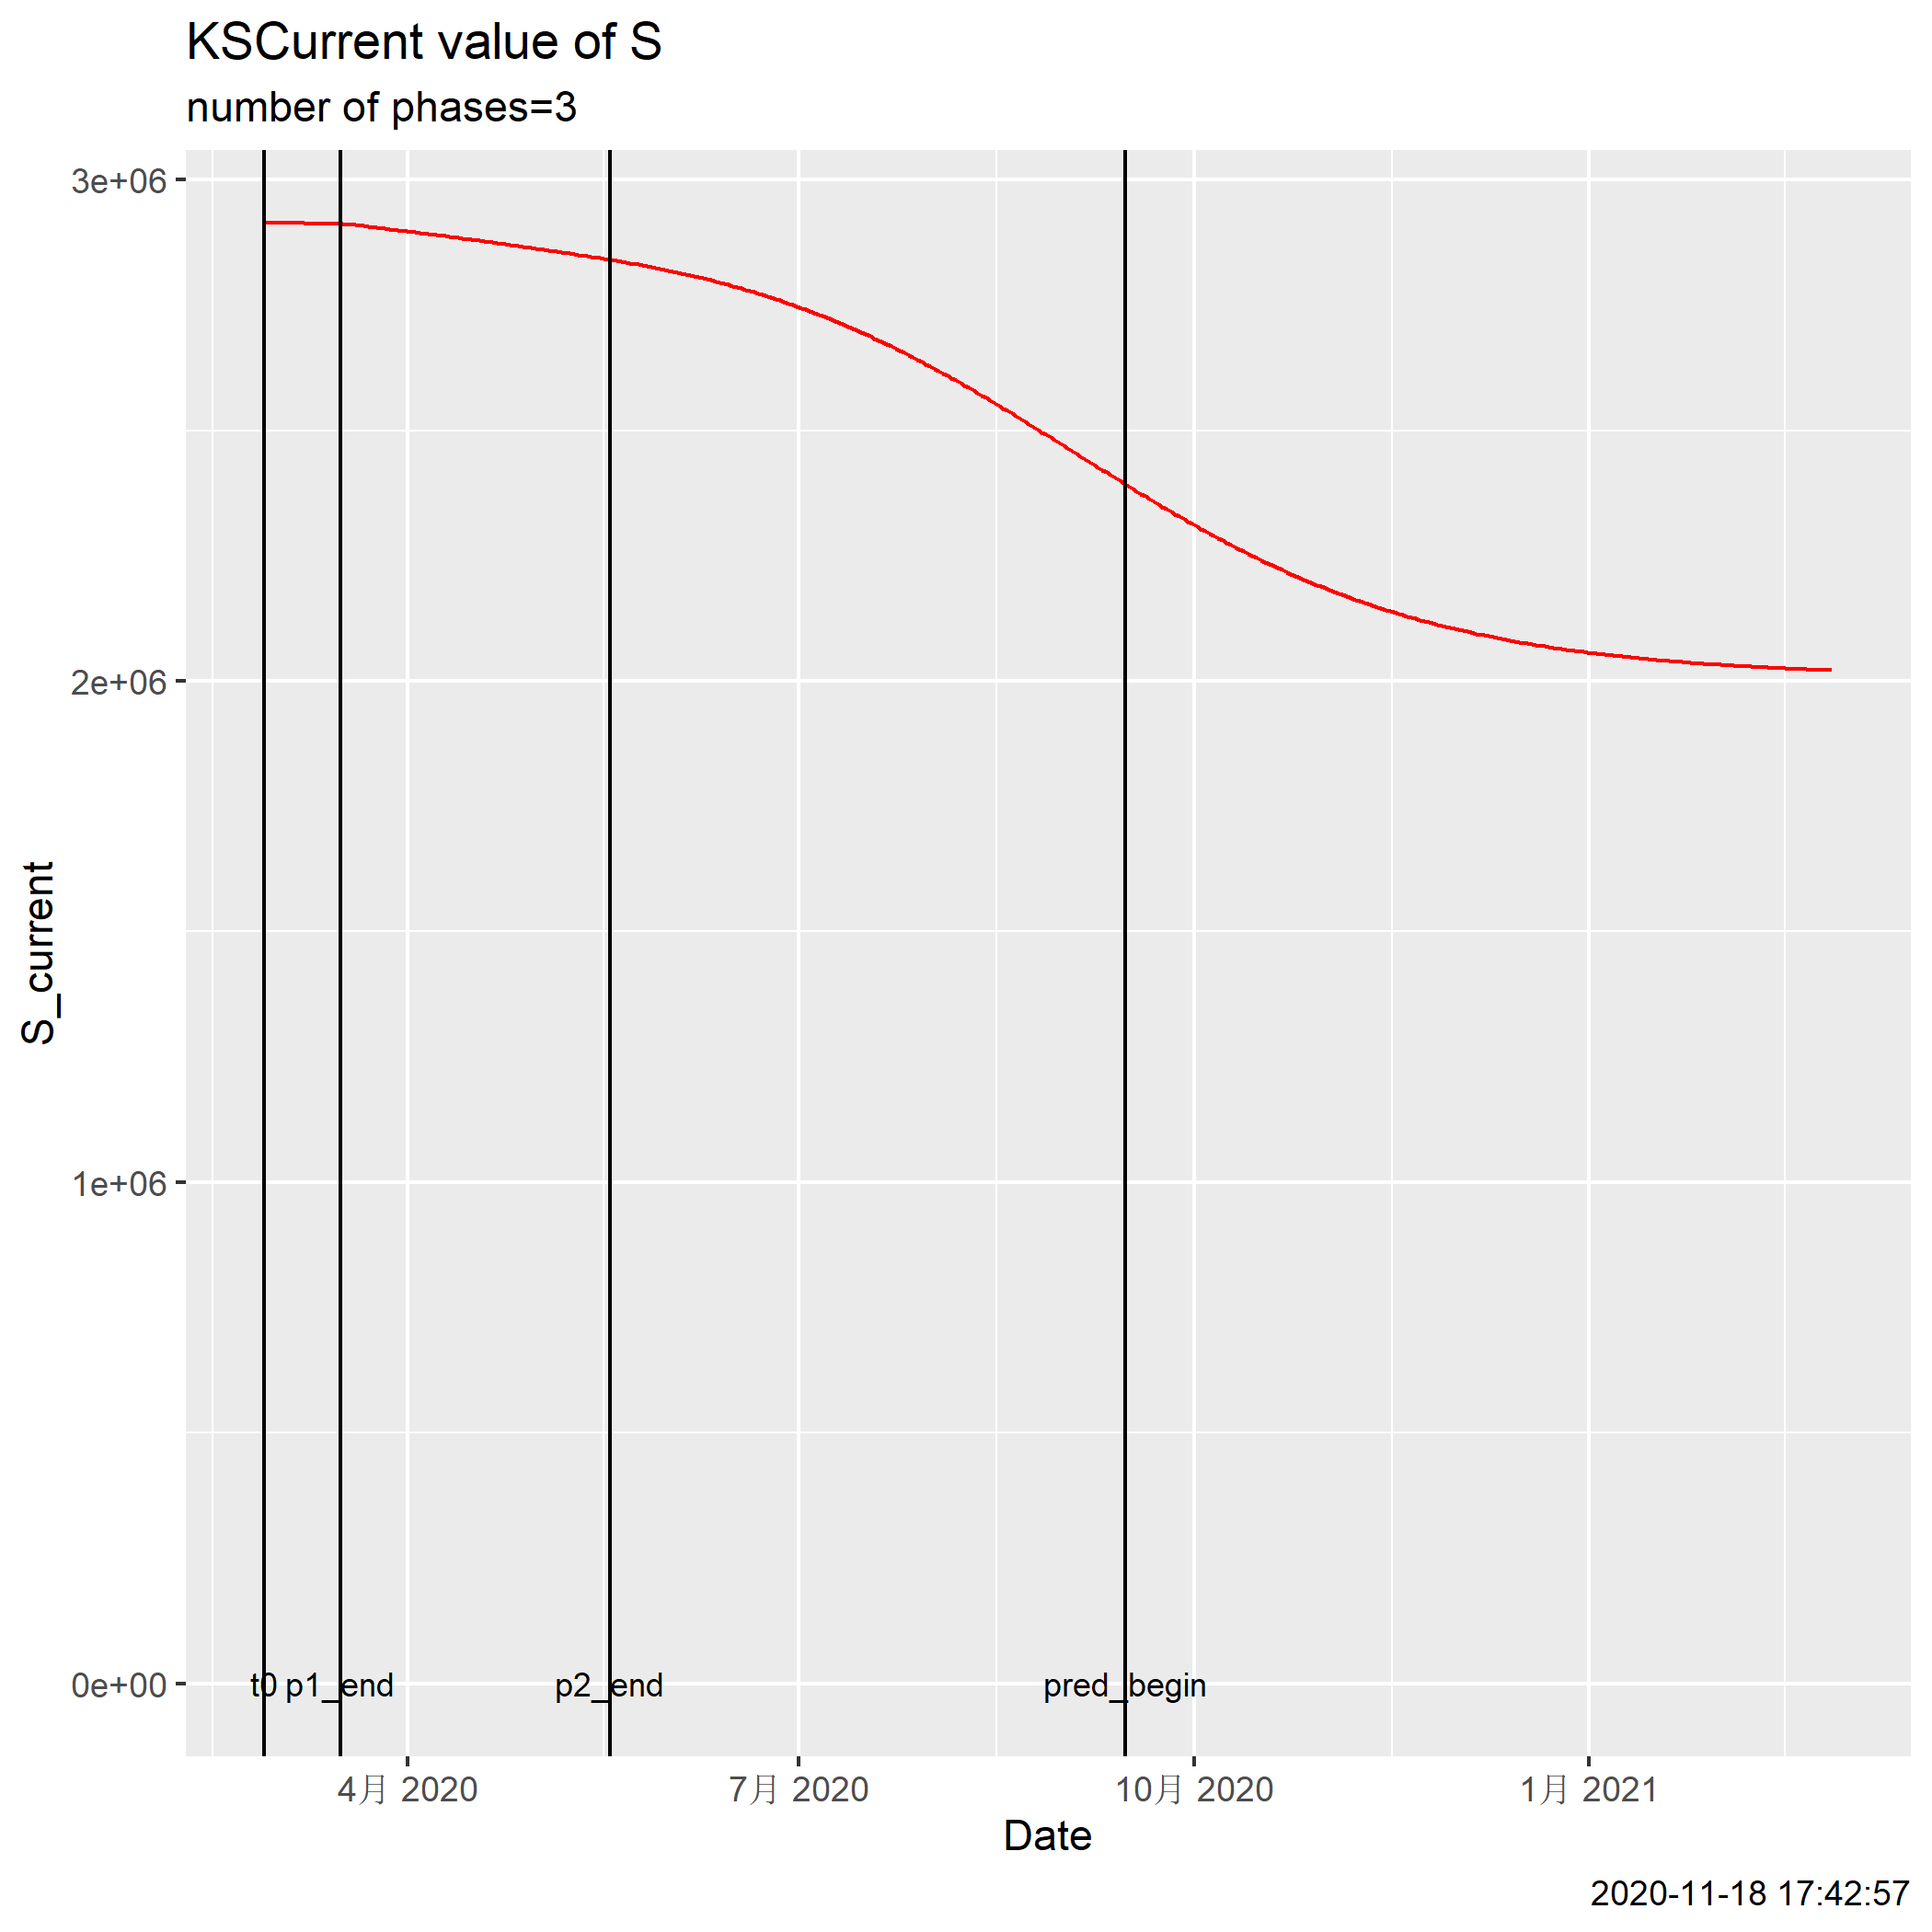 KSCurrent value of S
number of phases=3
3e+06
2e+06
1e+06
0e+00
S_current
t0 p1_end p2_end pred_begin
4月 2020 7月 2020 10月 2020 1月 2021
Date
2020-11-18 17:42:57